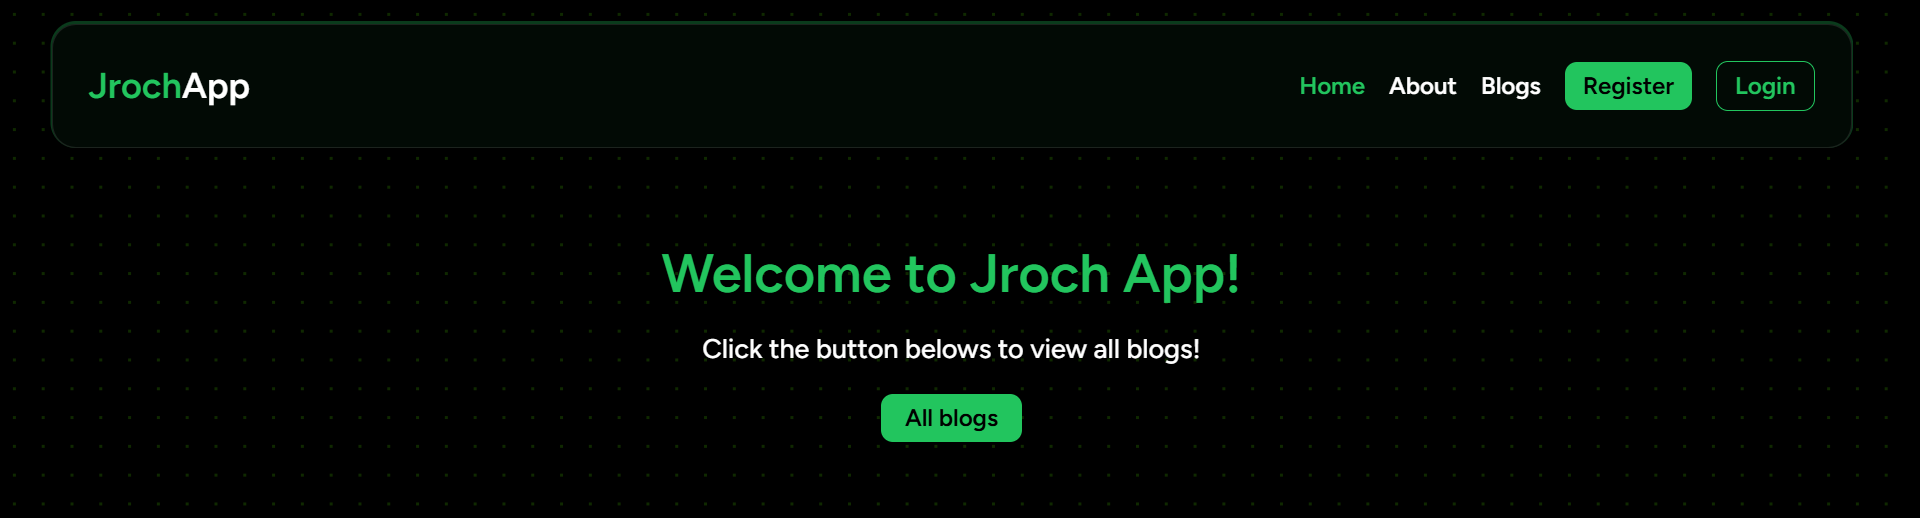 JrochApp
Home About Blogs Register Login
Welcome to Jroch App!
Click the button belows to view all blogs!
All blogs